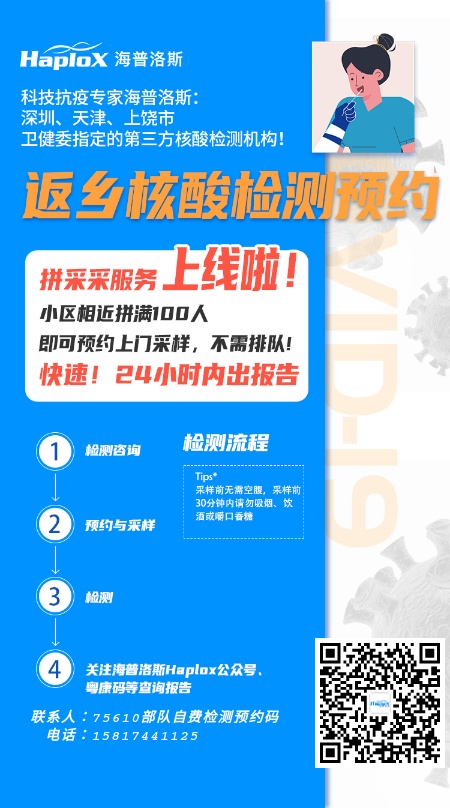 Haplox 海普洛斯
科技抗疫专家海普洛斯：
深圳、天津、上饶市
卫健委指定的第三方核酸检测机构！
返乡核酸检测预约
拼采采服务上线啦！
小区相近拼满100人
即可预约上门采样，不需排队！
快速！24小时内出报告
COVID-19
检测流程
1 检测咨询
Tips*
采样前无需空腹，采样前
30分钟内请勿吸烟、饮
酒或嚼口香糖
2 预约与采样
3 检测
4 关注海普洛斯Haplox公众号、
粤康码等查询报告
联系人：75610部队自费检测预约码
电话：15817441125